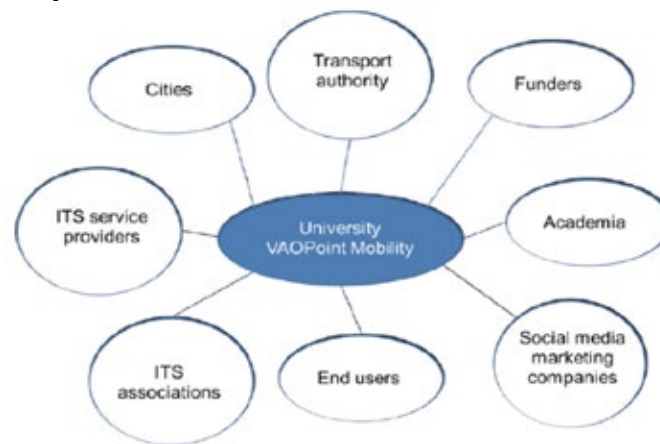 Transport
authority
Cities
Funders
ITS service
providers
University
VAOPoint Mobility
Academia
ITS
associations
End users
Social media
marketing
companies